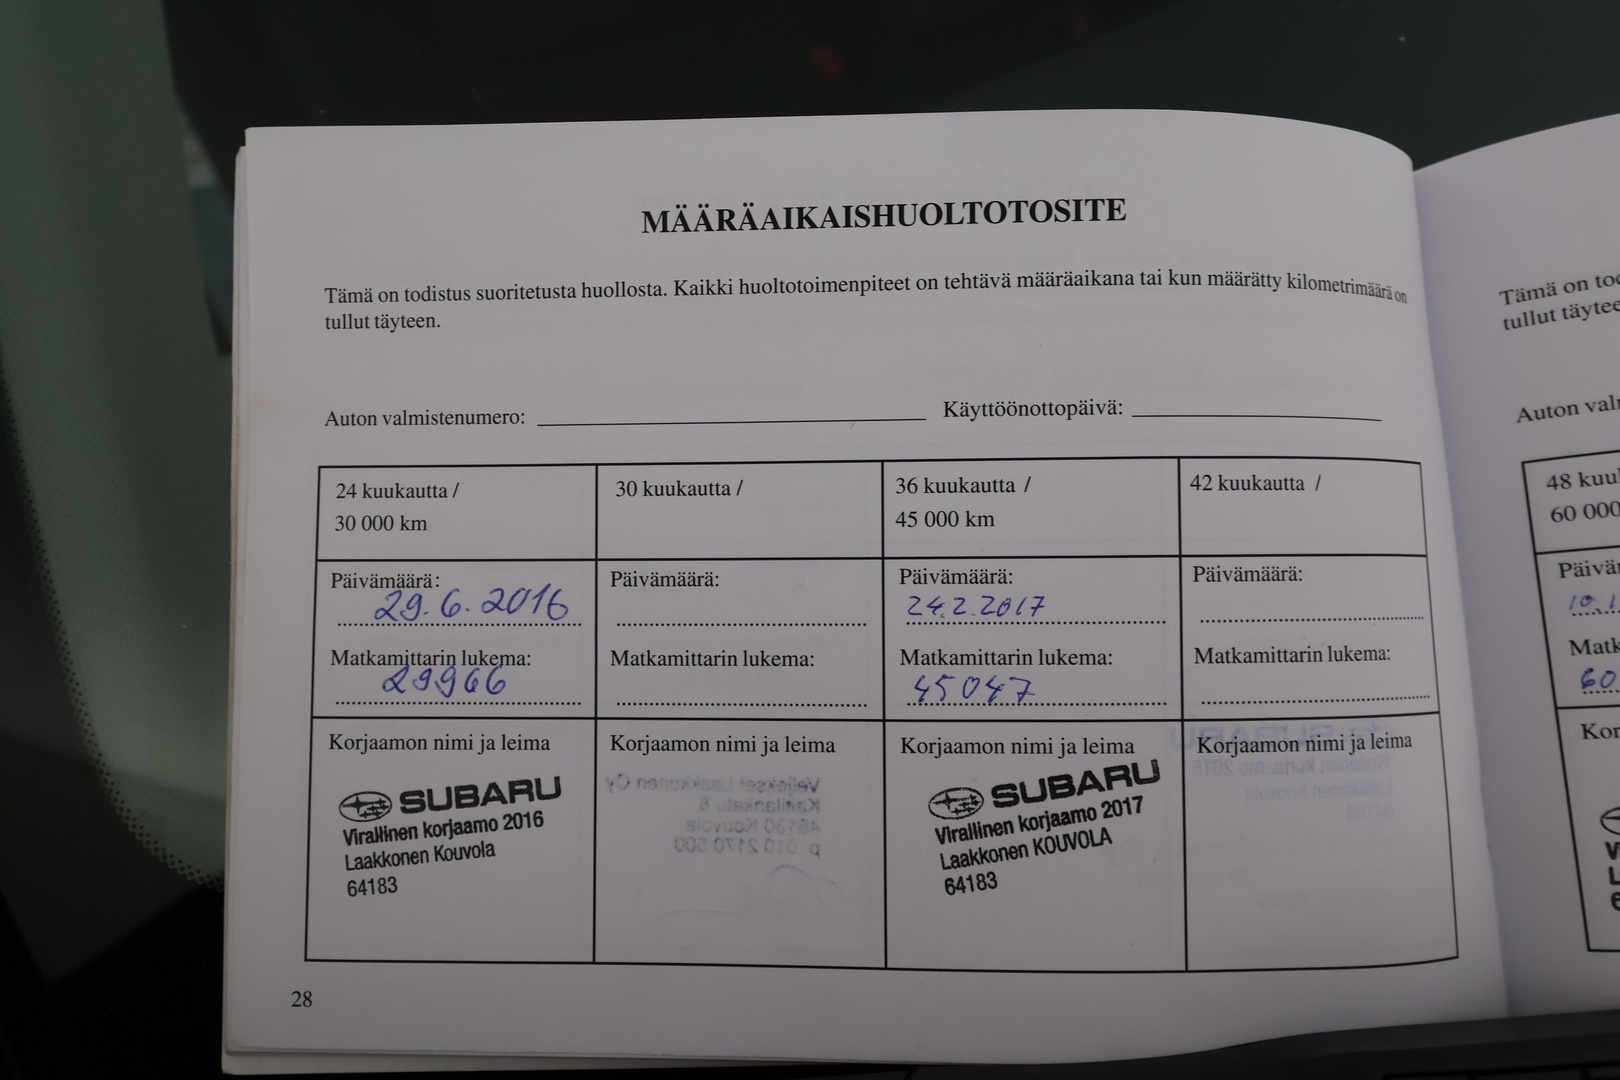 MÄÄRÄAIKAISHUOLTOTOSITE
Tämä on todistus suoritetusta huollosta. Kaikki huoltotoimenpiteet on tehtävä määräaikana tai kun määrätty kilometrimäärä on
tullut täyteen.
Auton valmistenumero:
Käyttöönottopäivä:
24 kuukautta /
30 000 km
Päivämäärä:
29.6.2016
Matkamittarin lukema:
29966
Korjaamon nimi ja leima
SUBARU
Virallinen korjaamo 2016
Laakkonen Kouvola
64183
30 kuukautta /
Päivämäärä:
Matkamittarin lukema:
Korjaamon nimi ja leima
36 kuukautta /
45 000 km
Päivämäärä:
24.2.2017
Matkamittarin lukema:
45047
Korjaamon nimi ja leima
SUBARU
Virallinen korjaamo 2017
Laakkonen KOUVOLA
64183
42 kuukautta /
Päivämäärä:
Matkamittarin lukema:
Korjaamon nimi ja leima
28
Tämä on
tullut
Auton
48
60 000
60